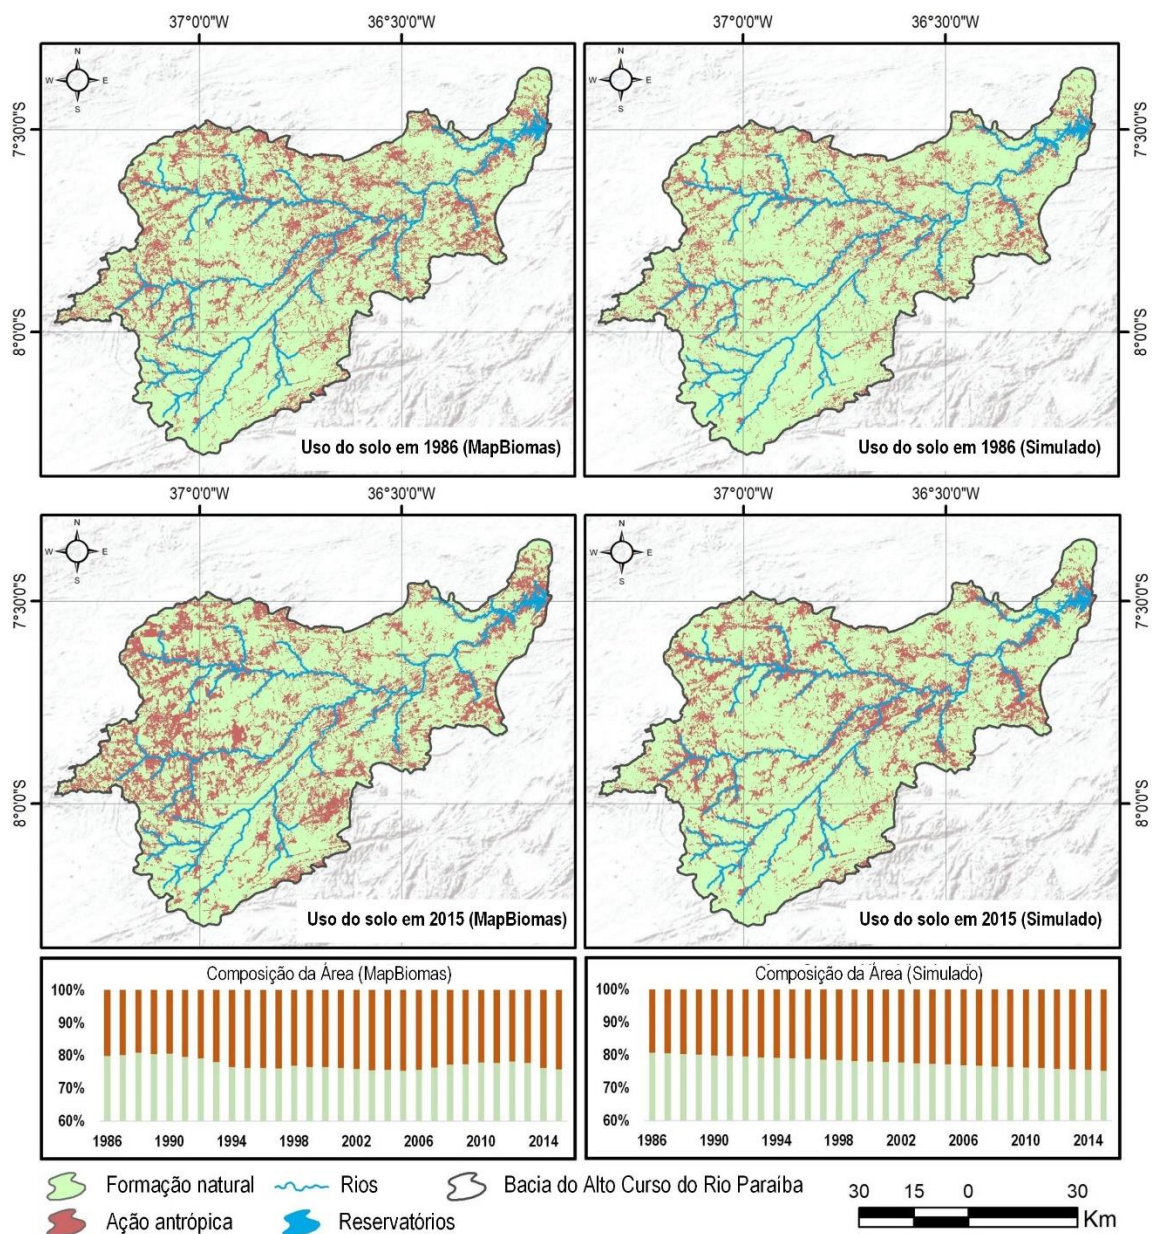 37°0'0"W 36°30'0"W 37°0'0"W 36°30'0"W
N N
W E W E
S S
7°30'0"S 7°30'0"S
8°0'0"S 8°0'0"S
Uso do solo em 1986 (MapBiomas) Uso do solo em 1986 (Simulado)
37°0'0"W 36°30'0"W 37°0'0"W 36°30'0"W
N N
W E W E
S S
7°30'0"S 7°30'0"S
8°0'0"S 8°0'0"S
Uso do solo em 2015 (MapBiomas) Uso do solo em 2015 (Simulado)
Composição da Área (MapBiomas)
100%
90%
80%
70%
60%
1986 1990 1994 1998 2002 2006 2010 2014
Composição da Área (Simulado)
100%
90%
80%
70%
60%
1986 1990 1994 1998 2002 2006 2010 2014
Formação natural Rios Bacia do Alto Curso do Rio Paraíba
Ação antrópica Reservatórios
30 15 0 30
Km